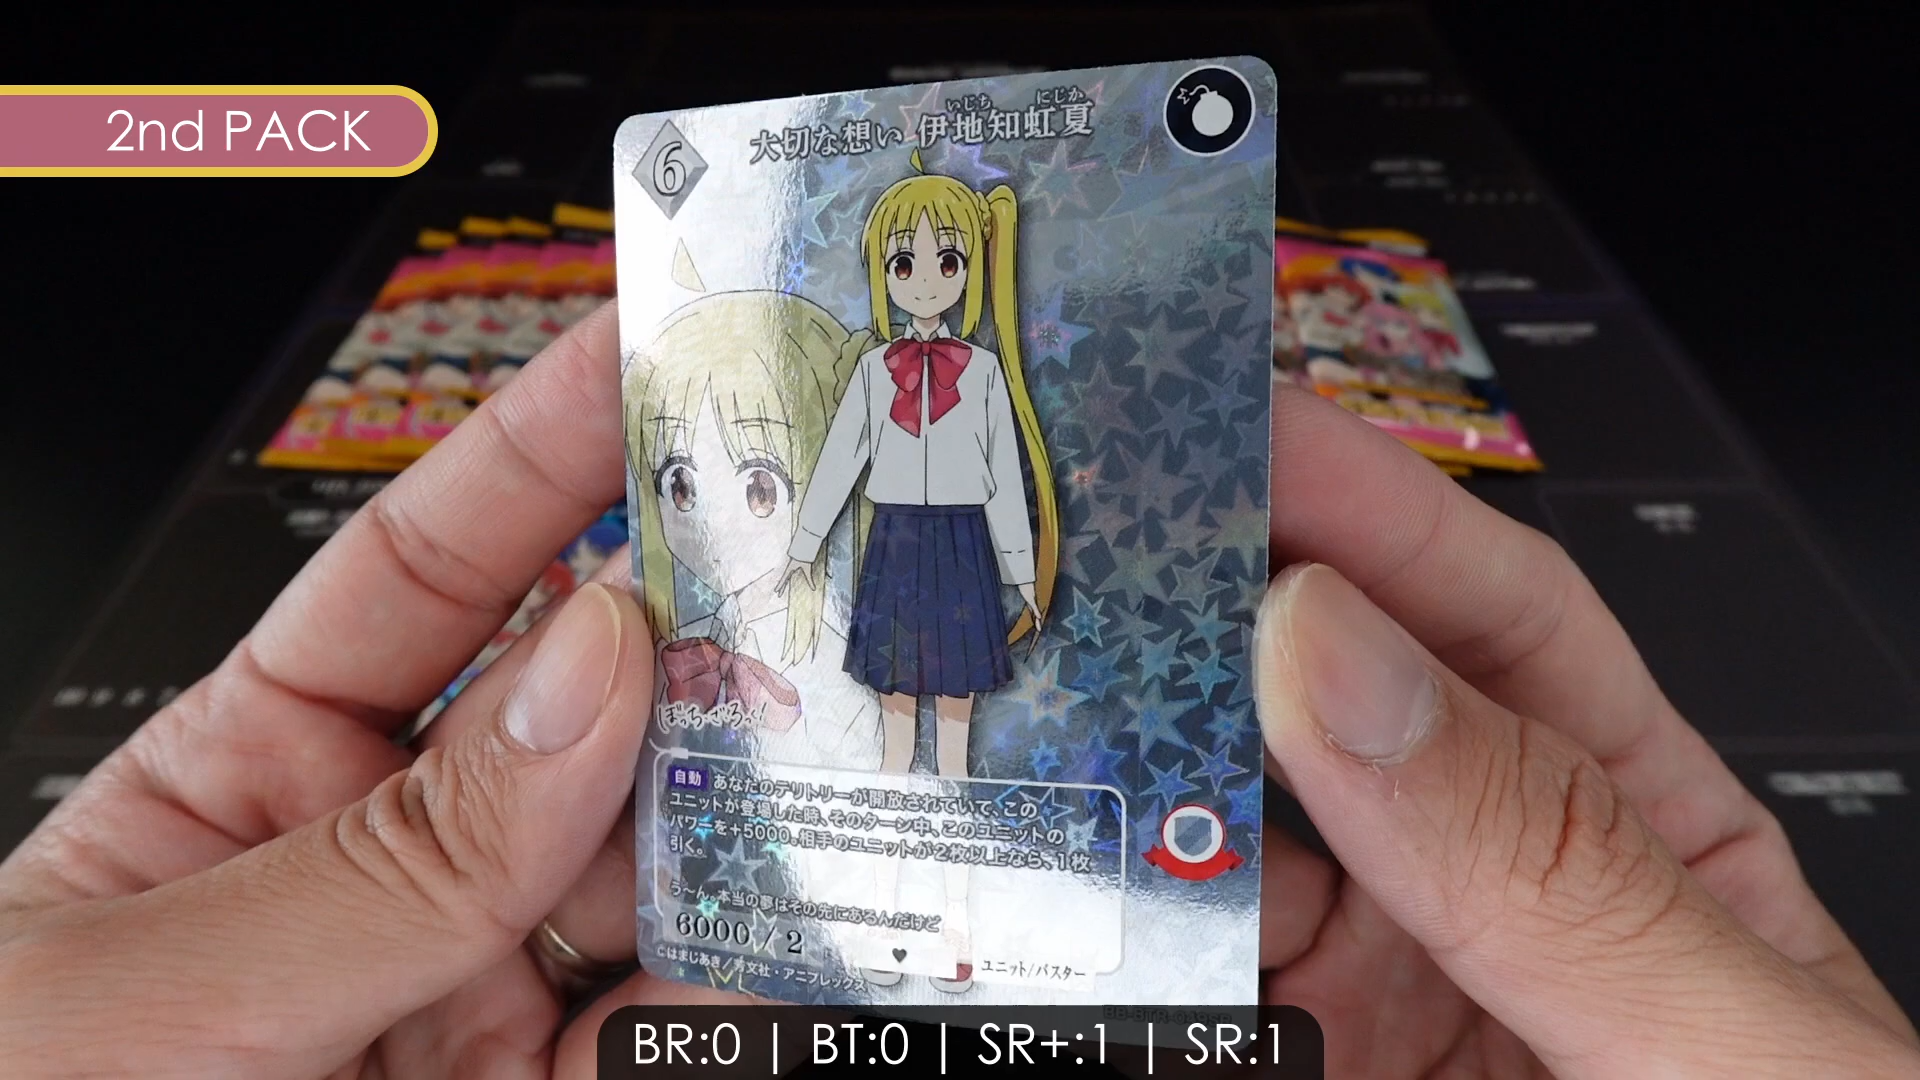 2nd PACK
6
いじち にじか
大切な想い 伊地知虹夏
ぼっち・ざ・ろっく!
自動 あなたのテリトリーが開放されていて、この
ユニットが登場した時、そのターン中、このユニットの
パワーを+5000。相手のユニットが2枚以上なら、1枚
引く。
う〜ん。本当の夢はその先にあるんだけど
6000 / 2
ユニット/バスター
©はまじあき/芳文社・アニプレックス
BR:0 | BT:0 | SR+:1 | SR:1